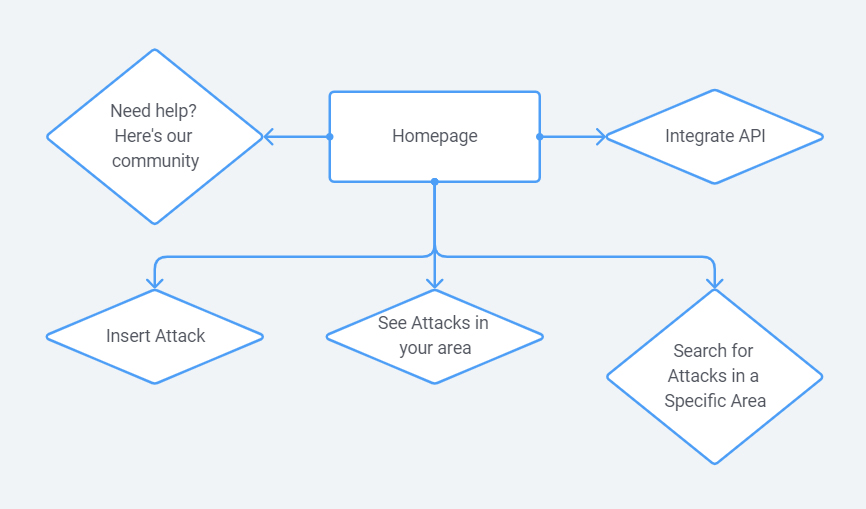 Need help?
Here's our
community
Homepage
Integrate API
Insert Attack
See Attacks in
your area
Search for
Attacks in a
Specific Area